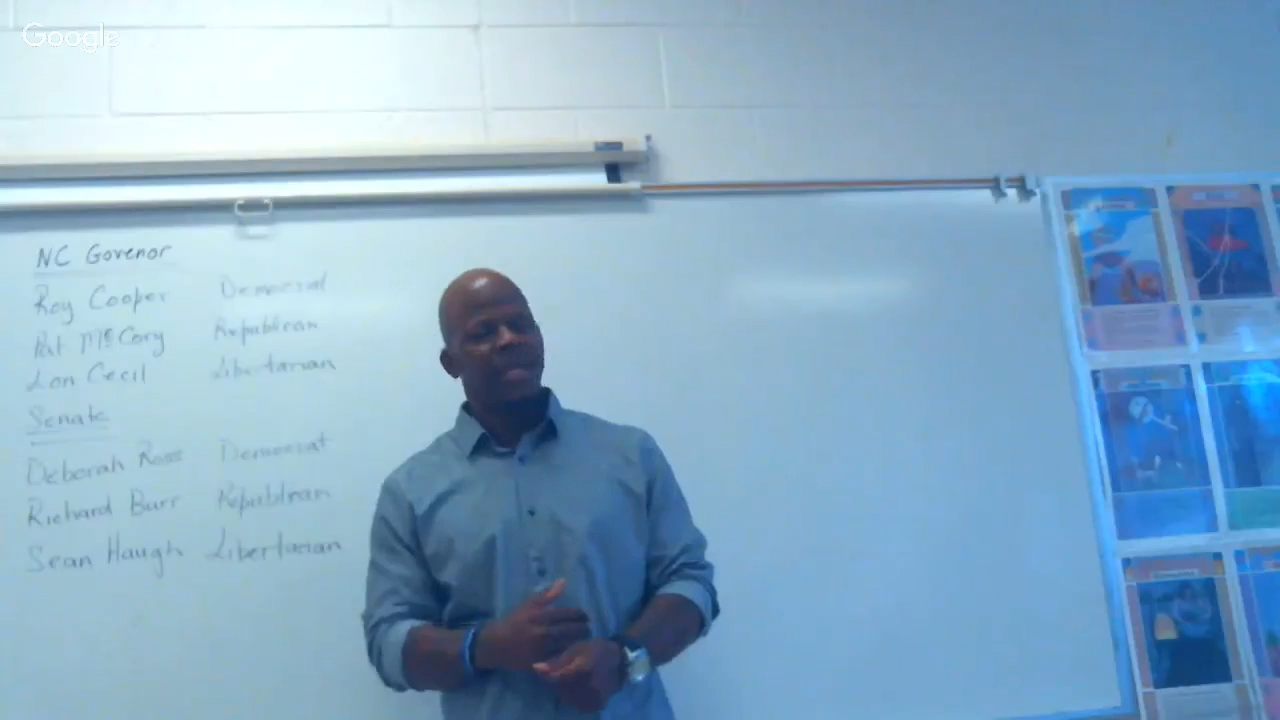 Google
NC Govenor
Roy Cooper Democrat
Pat McCory Republican
Lon Cecil Libertarian
Senate
Deborah Ross Democrat
Richard Burr Republican
Sean Haugh Libertarian